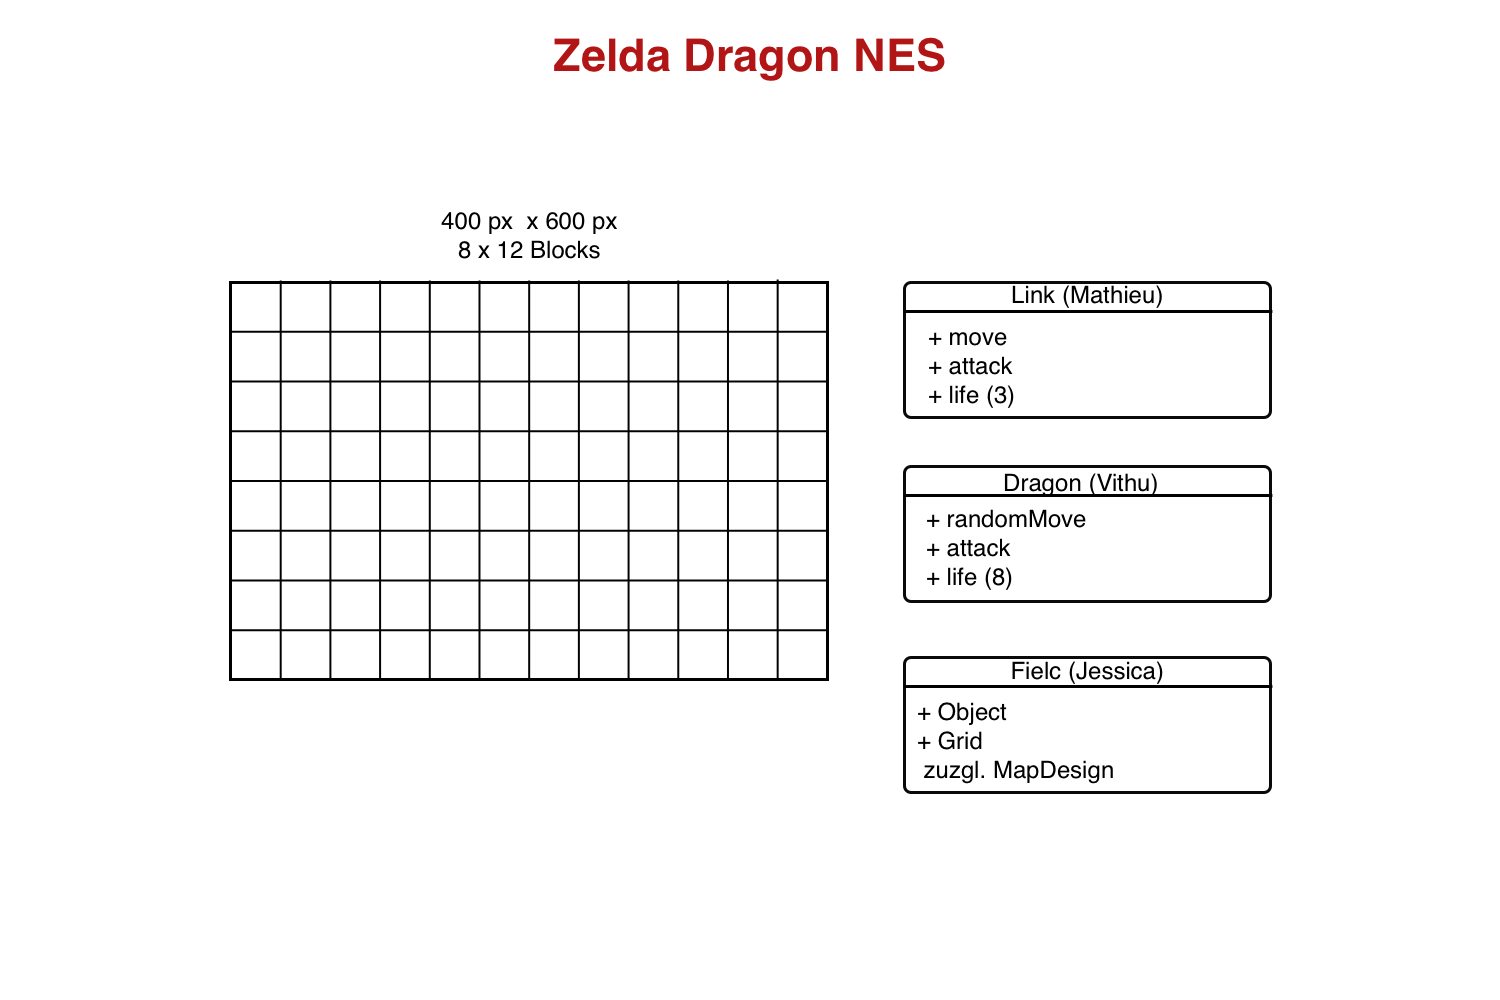 Zelda Dragon NES
400 px  x 600 px
8 x 12 Blocks
Link (Mathieu)
+ move
+ attack
+ life (3)
Dragon (Vithu)
+ randomMove
+ attack
+ life (8)
Fielc (Jessica)
+ Object
+ Grid
zuzgl. MapDesign